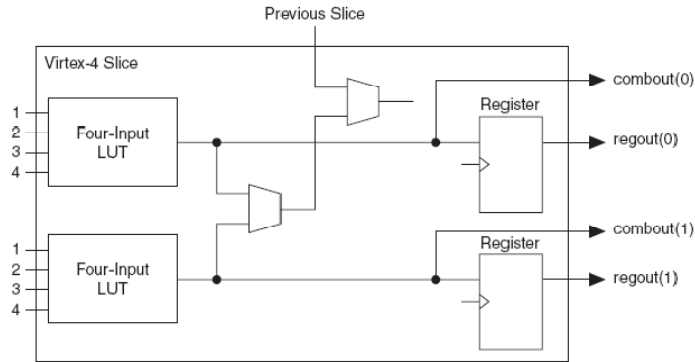 Previous Slice
Virtex-4 Slice
combout(0)
1
2
3
4
Four-Input
LUT
Register
regout(0)
combout(1)
1
2
3
4
Four-Input
LUT
Register
regout(1)